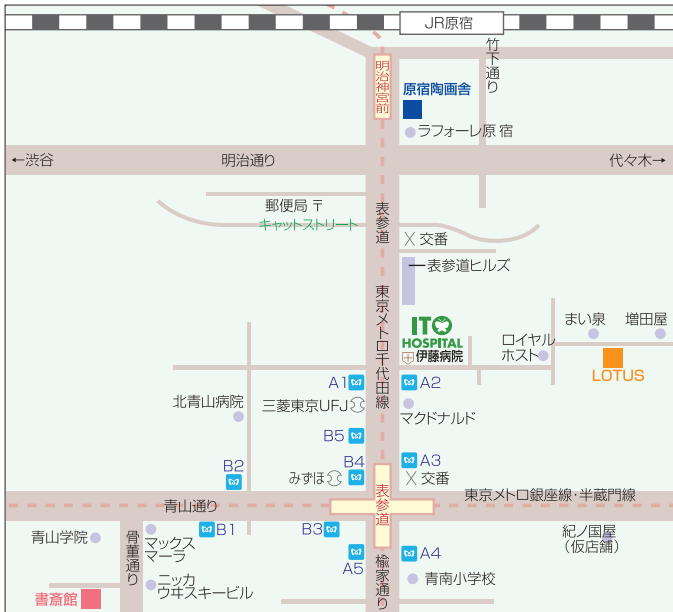 JR原宿
竹下通り
明治神宮前
原宿陶画舎
ラフォーレ原宿
←渋谷
明治通り
代々木→
郵便局 〒
キャットストリート
表参道
交番
表参道ヒルズ
東京メトロ千代田線
ITO
HOSPITAL
伊藤病院
ロイヤル
ホスト
まい泉
増田屋
LOTUS
A1
A2
北青山病院
三菱東京UFJ
マクドナルド
B5
B4
A3
B2
みずほ
交番
表参道
東京メトロ銀座線・半蔵門線
青山通り
B1
B3
青山学院
骨董通り
マックス
マーラ
紀ノ国屋
(仮店舗)
A5
A4
ニッカ
ウヰスキービル
楡家通り
青南小学校
書斎館